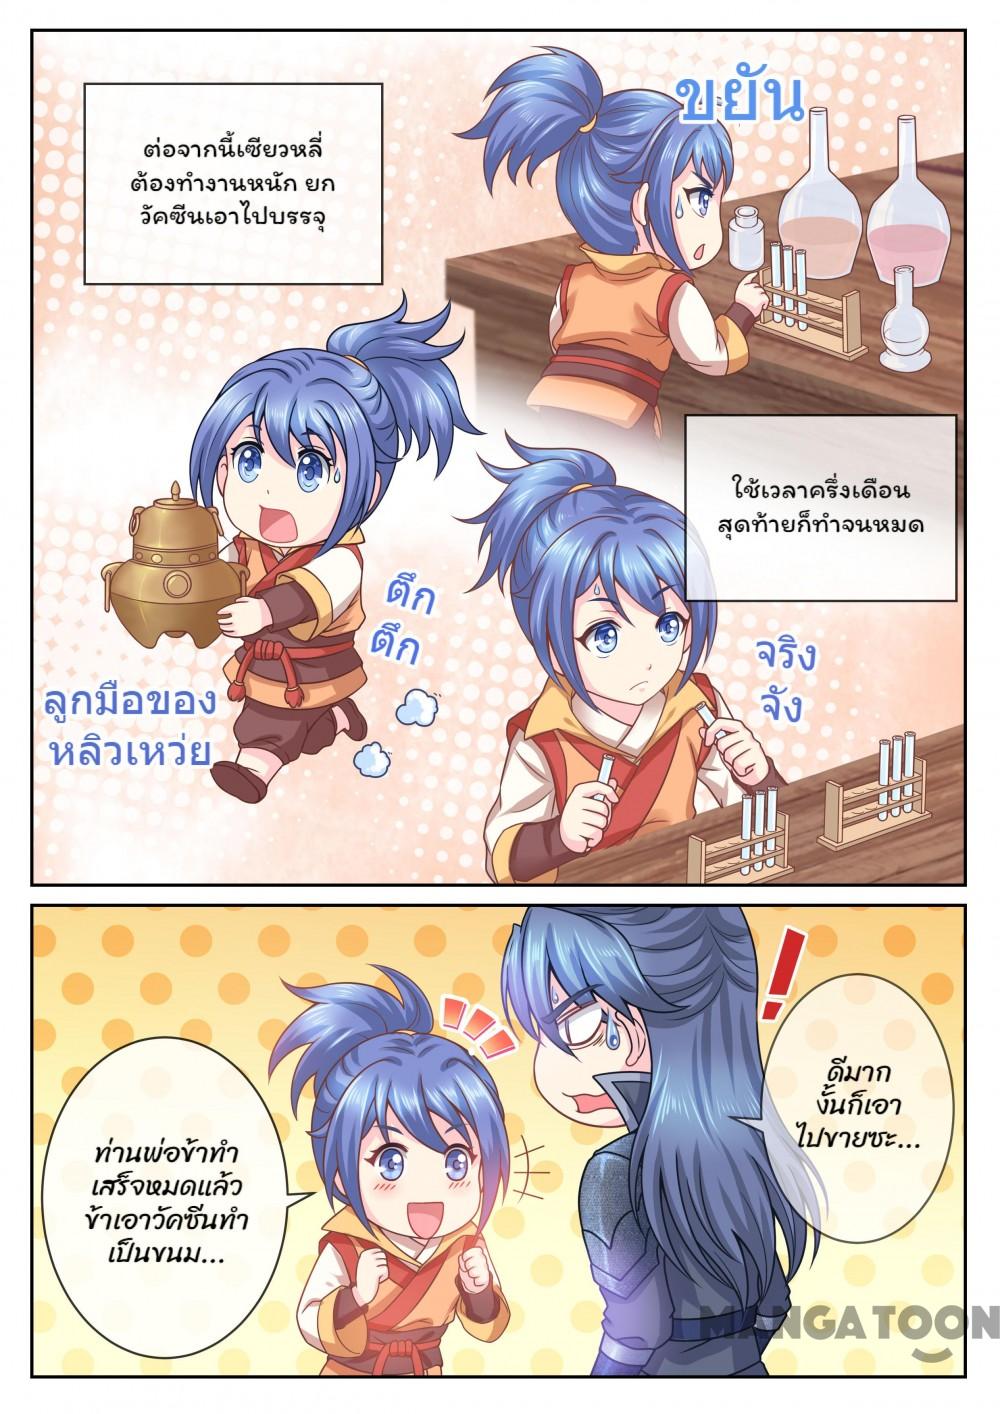 ขยัน
ต่อจากนี้เซียวหลี่
ต้องทำงานหนัก ยก
วัคซีนเอาไปบรรจุ
ใช้เวลาครึ่งเดือน
สุดท้ายก็ทำจนหมด
ตึก
ตึก
จริง
จัง
ลูกมือของ
หลิวเหว่ย
ดีมาก
งั้นก็เอา
ไปขายซะ...
ท่านพ่อข้าทำ
เสร็จหมดแล้ว
ข้าเอาวัคซีนทำ
เป็นขนม...
MANGATOON